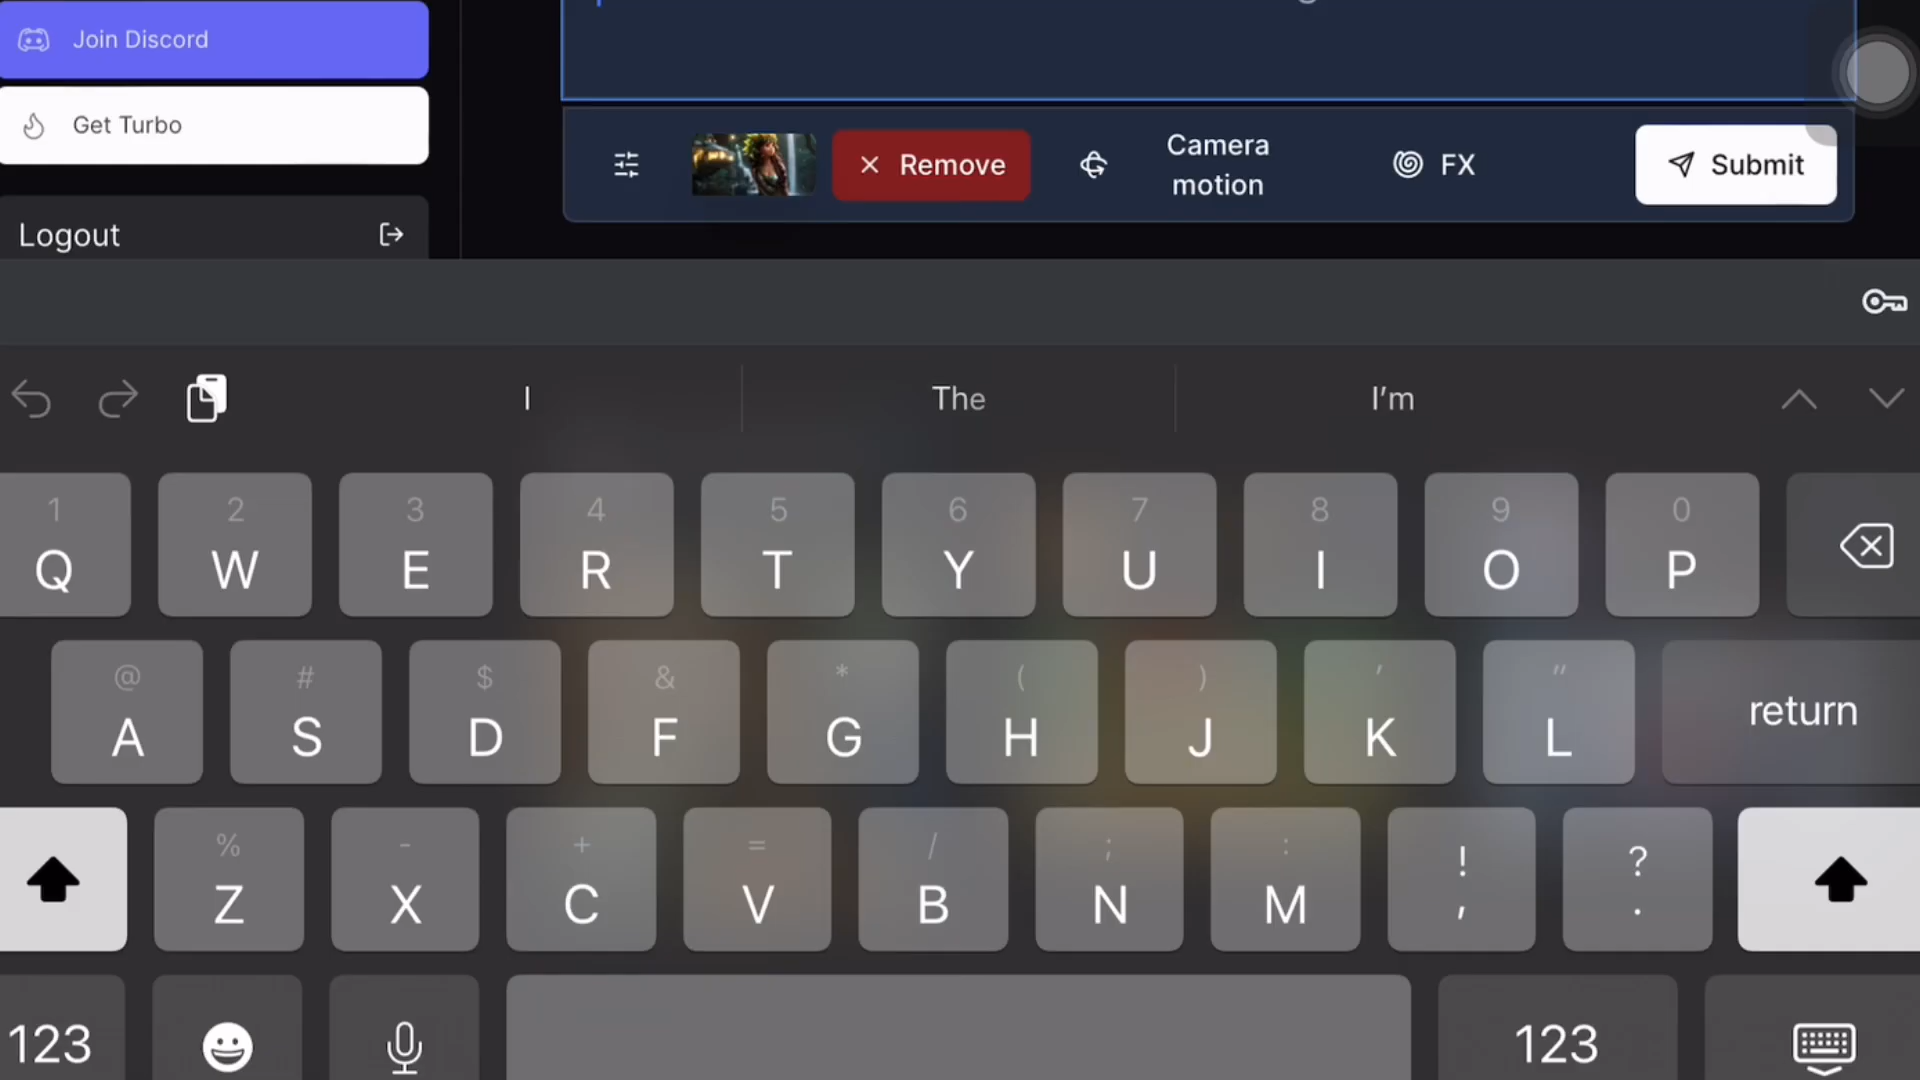 Join Discord
Get Turbo
Logout
Remove
Camera
motion
FX
Submit
I
The
I’m
1 2 3 4 5 6 7 8 9 0
Q W E R T Y U I O P
@ # $ & * ( ) ' "
A S D F G H J K L return
% - + = / ; : ! ?
Z X C V B N M , .
123 123